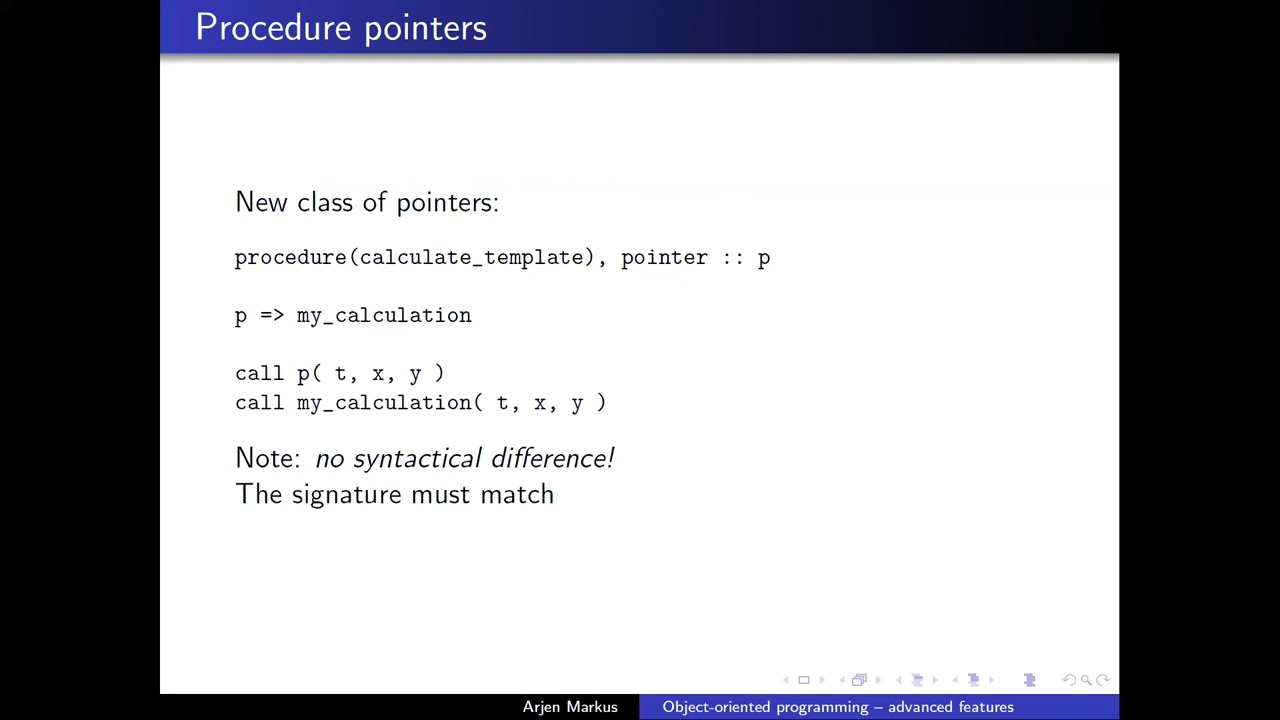 Procedure pointers
New class of pointers:
procedure(calculate_template), pointer :: p
p => my_calculation
call p( t, x, y )
call my_calculation( t, x, y )
Note: no syntactical difference!
The signature must match
Arjen Markus
Object-oriented programming – advanced features